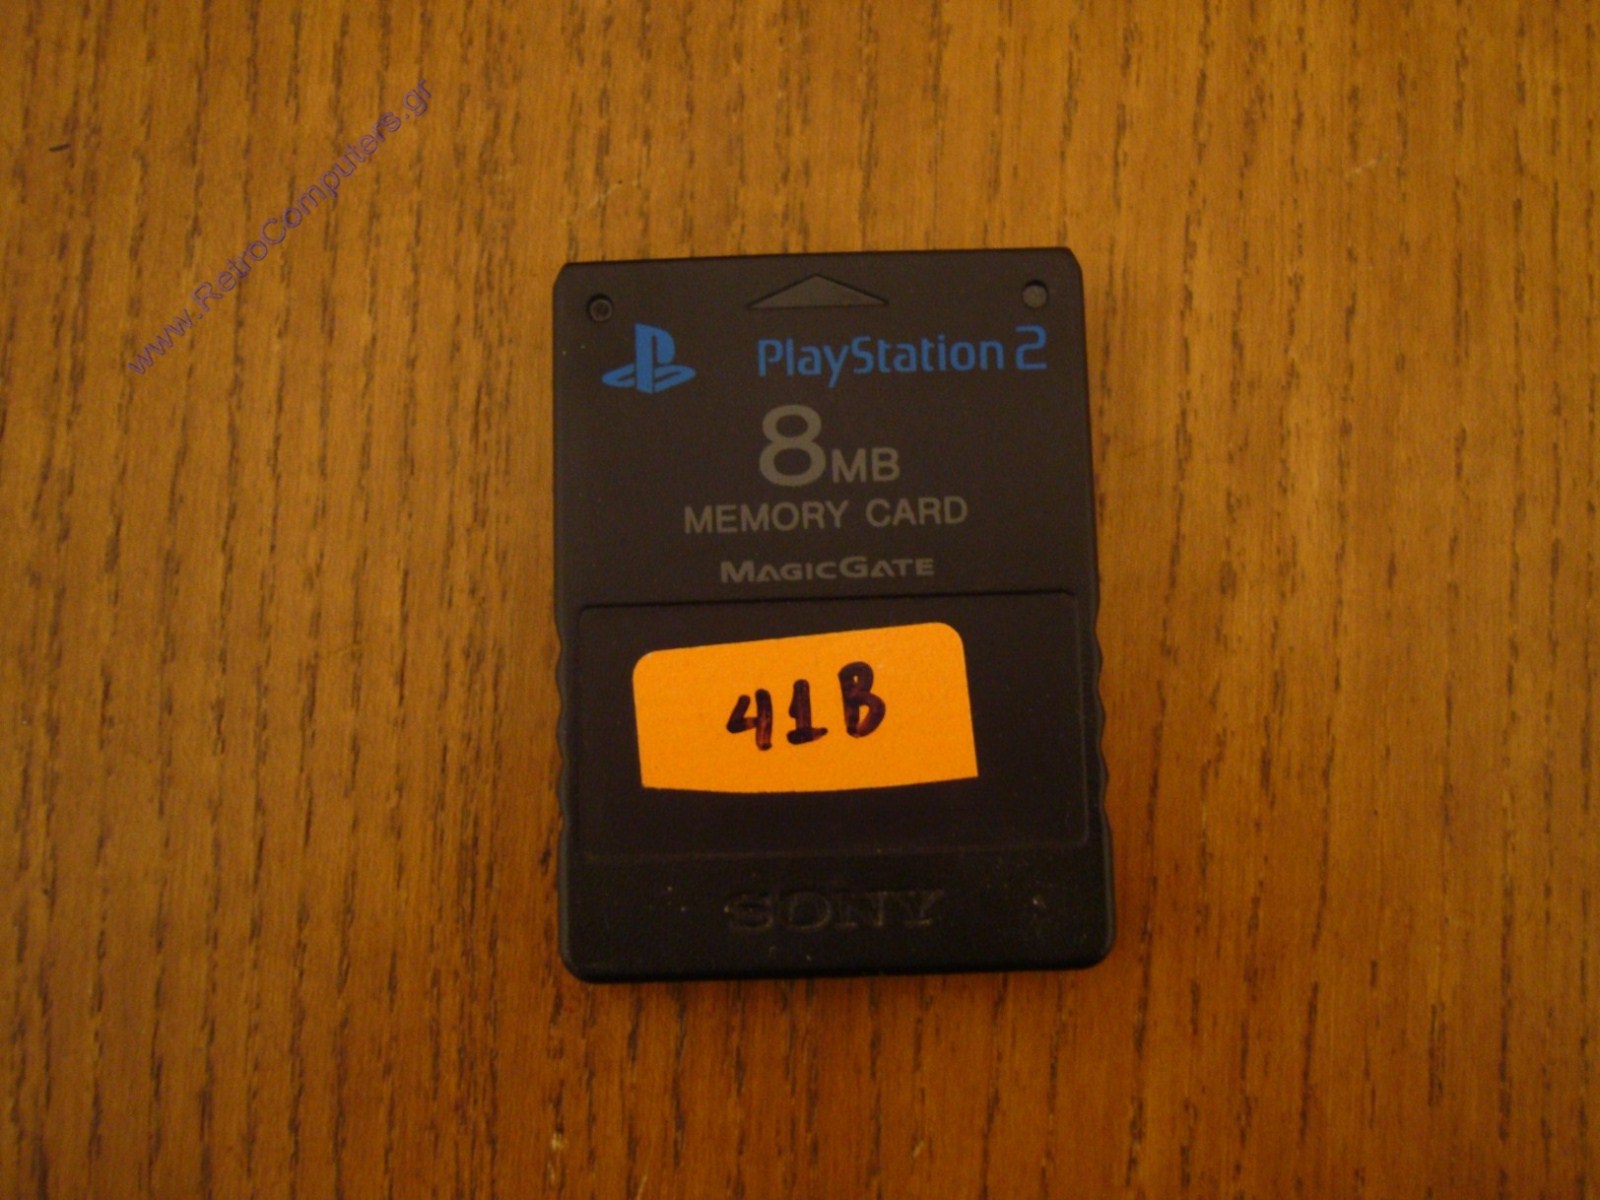 www.RetroComputers.gr
PlayStation 2
8MB
MEMORY CARD
MAGICGATE
41B
SONY